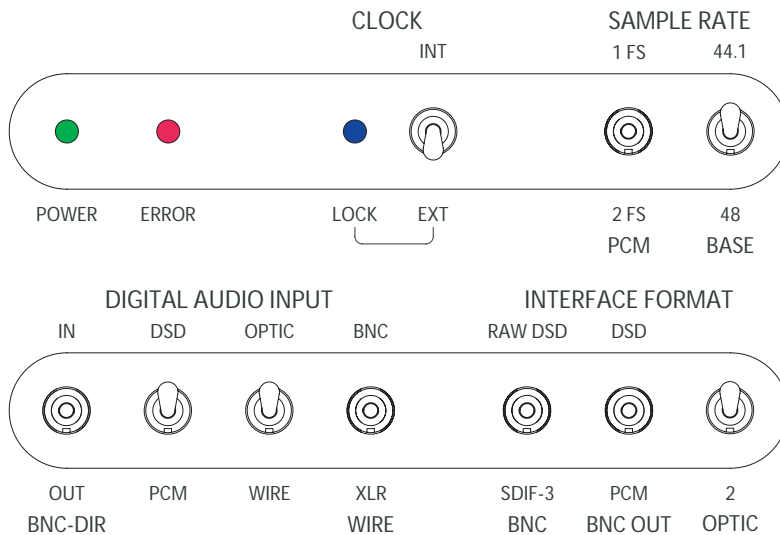 CLOCK SAMPLE RATE
INT 1 FS 44.1
POWER ERROR LOCK EXT 2 FS 48
PCM BASE
DIGITAL AUDIO INPUT INTERFACE FORMAT
IN DSD OPTIC BNC RAW DSD DSD
OUT PCM WIRE XLR SDIF-3 PCM 2
BNC-DIR WIRE BNC BNC OUT OPTIC